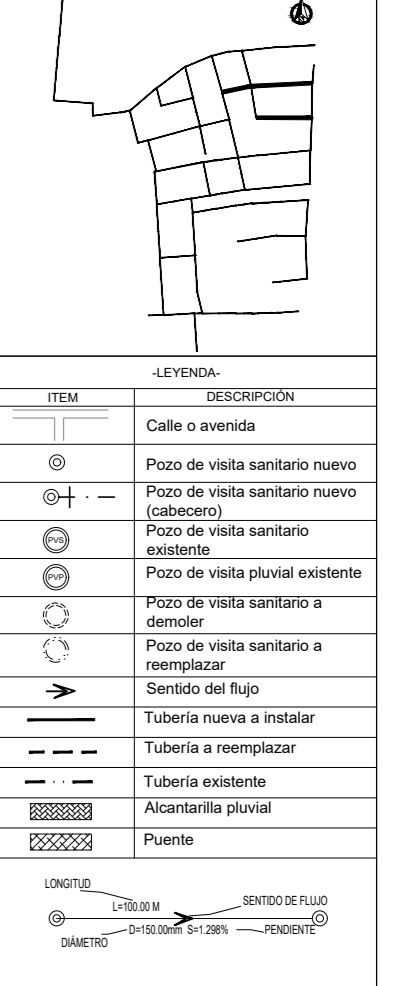 -LEYENDA-
ITEM DESCRIPCIÓN
Calle o avenida
Pozo de visita sanitario nuevo
Pozo de visita sanitario nuevo
(cabecero)
PVS Pozo de visita sanitario
existente
PVP Pozo de visita pluvial existente
Pozo de visita sanitario a
demoler
Pozo de visita sanitario a
reemplazar
Sentido del flujo
Tubería nueva a instalar
Tubería a reemplazar
Tubería existente
Alcantarilla pluvial
Puente
LONGITUD
L=100.00 M SENTIDO DE FLUJO
D=150.00mm S=1.298% PENDIENTE
DIÁMETRO